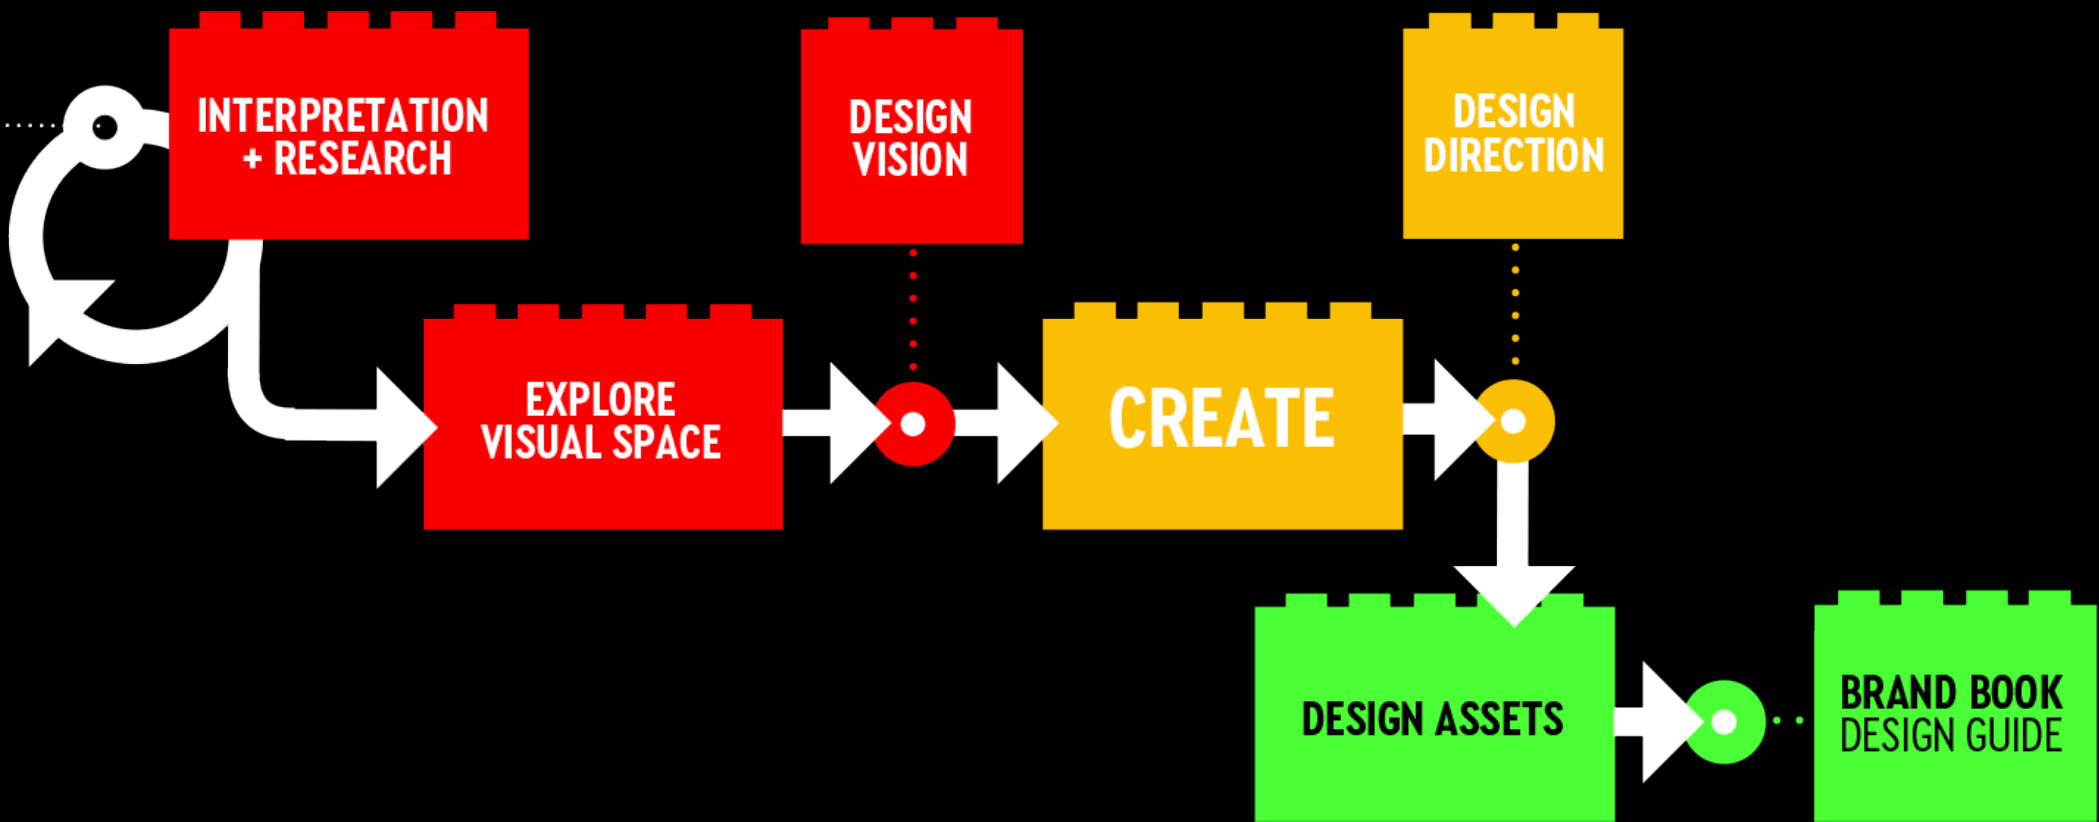 INTERPRETATION
+ RESEARCH
DESIGN
VISION
DESIGN
DIRECTION
EXPLORE
VISUAL SPACE
CREATE
DESIGN ASSETS
BRAND BOOK
DESIGN GUIDE